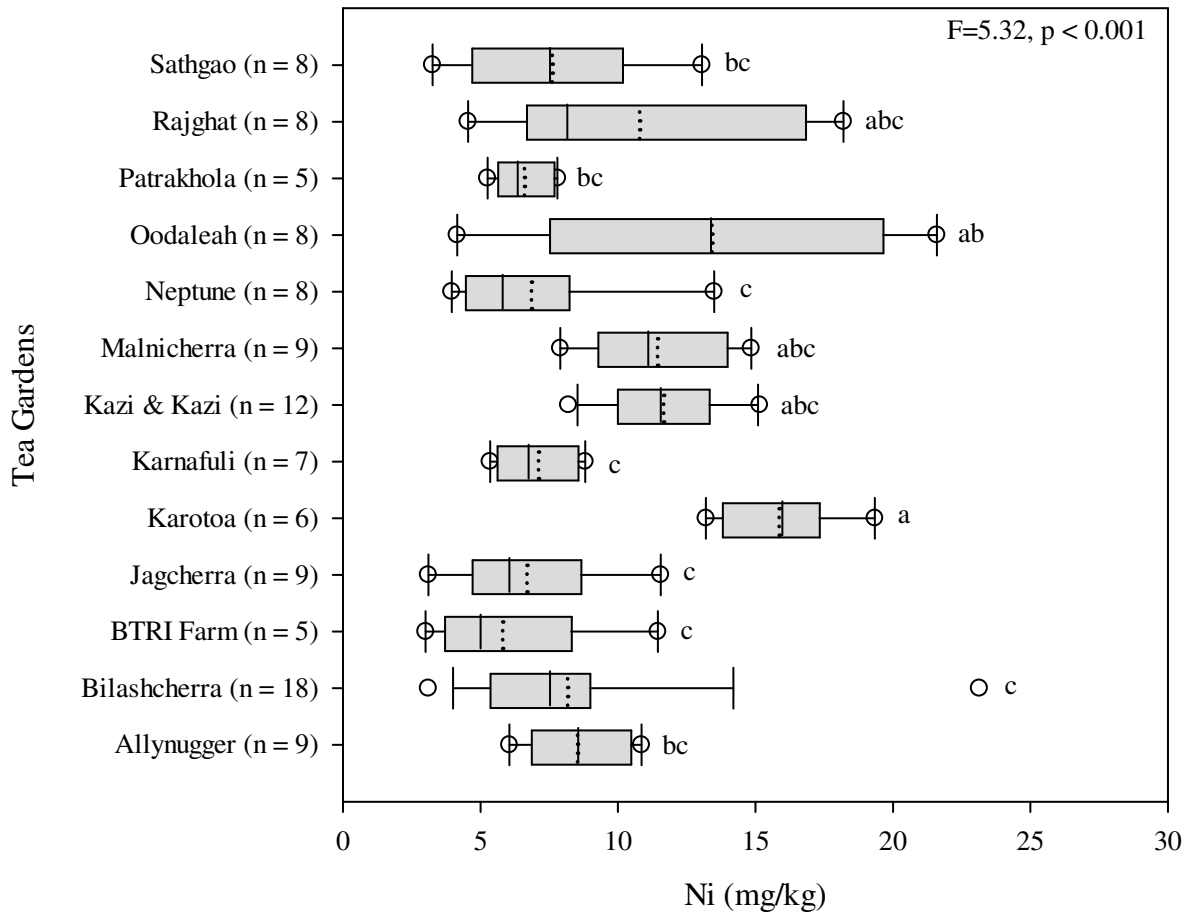 F=5.32, p < 0.001
Tea Gardens
Sathgao (n = 8)
bc
Rajghat (n = 8)
abc
Patrakhola (n = 5)
bc
Oodaleah (n = 8)
ab
Neptune (n = 8)
c
Malnicherra (n = 9)
abc
Kazi & Kazi (n = 12)
abc
Karnafuli (n = 7)
c
Karotoa (n = 6)
a
Jagcherra (n = 9)
c
BTRI Farm (n = 5)
c
Bilashcherra (n = 18)
c
Allynugger (n = 9)
bc
0 5 10 15 20 25 30
Ni (mg/kg)